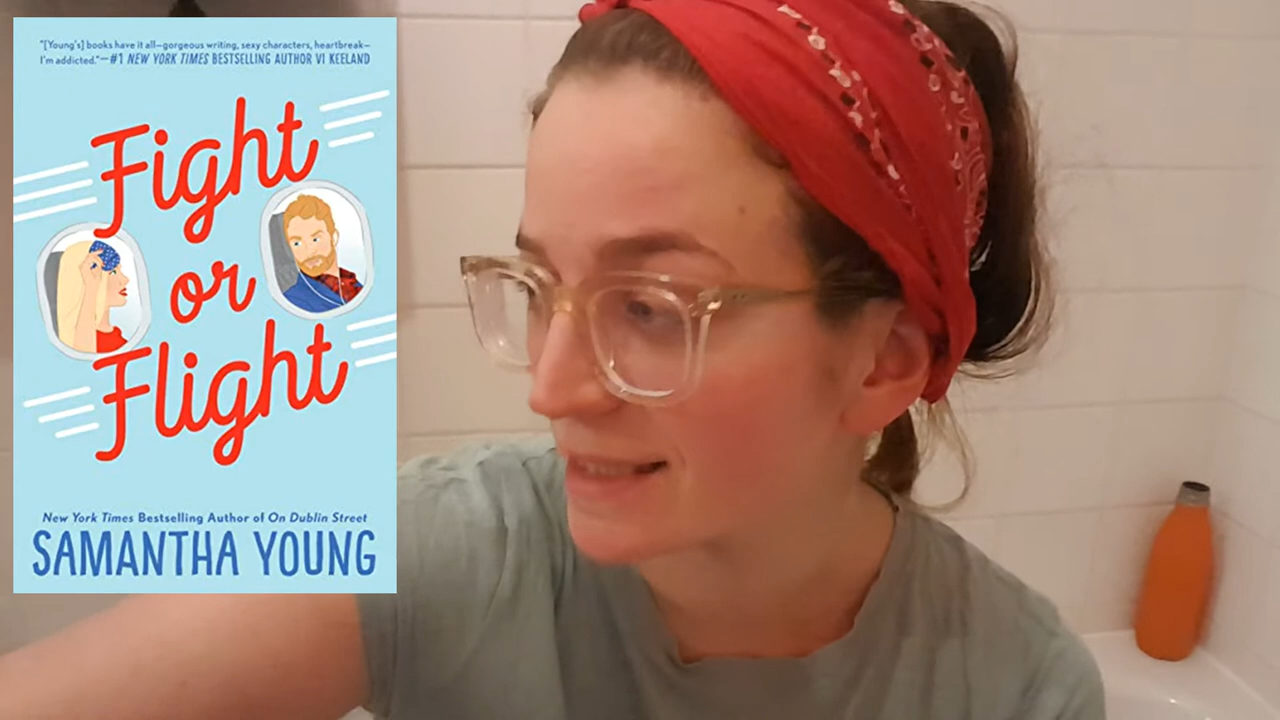 "[Young's] books have it all—gorgeous writing, sexy characters, heartbreak—
I'm addicted."—#1 NEW YORK TIMES BESTSELLING AUTHOR VI KEELAND
Fight
or
Flight
New York Times Bestselling Author of On Dublin Street
SAMANTHA YOUNG